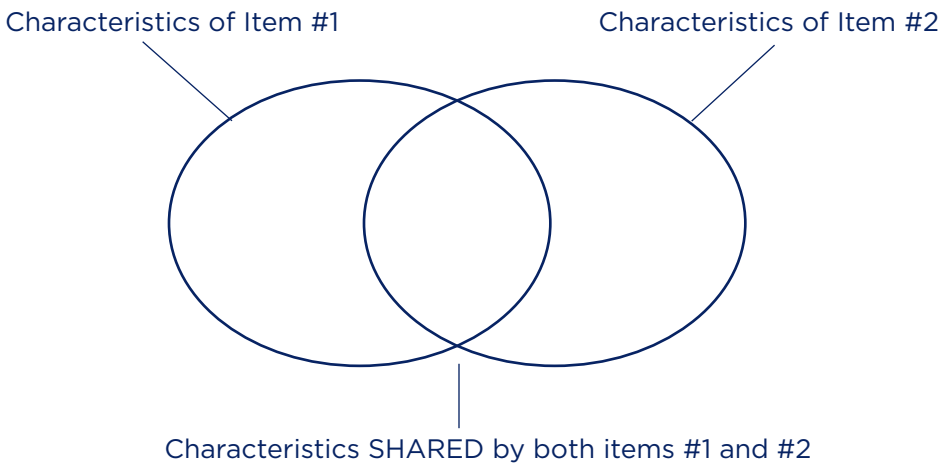 Characteristics of Item #1
Characteristics of Item #2
Characteristics SHARED by both items #1 and #2